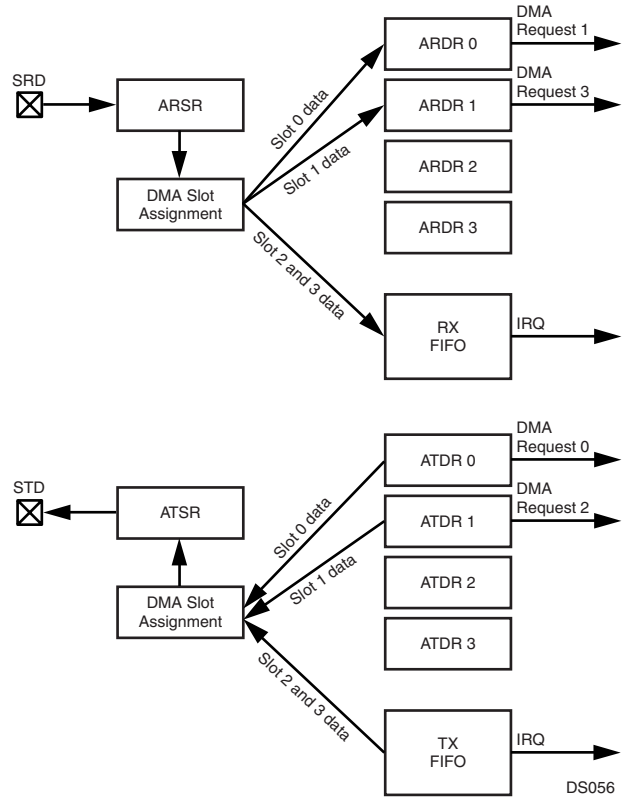 DMA
Request 1
ARDR 0
SRD
ARSR
DMA
Request 3
ARDR 1
Slot 0 data
Slot 1 data
ARDR 2
DMA Slot
Assignment
ARDR 3
Slot 2 and 3 data
RX
FIFO
IRQ
DMA
Request 0
ATDR 0
STD
ATSR
DMA
Request 2
ATDR 1
Slot 0 data
Slot 1 data
ATDR 2
DMA Slot
Assignment
ATDR 3
Slot 2 and 3 data
TX
FIFO
IRQ
DS056